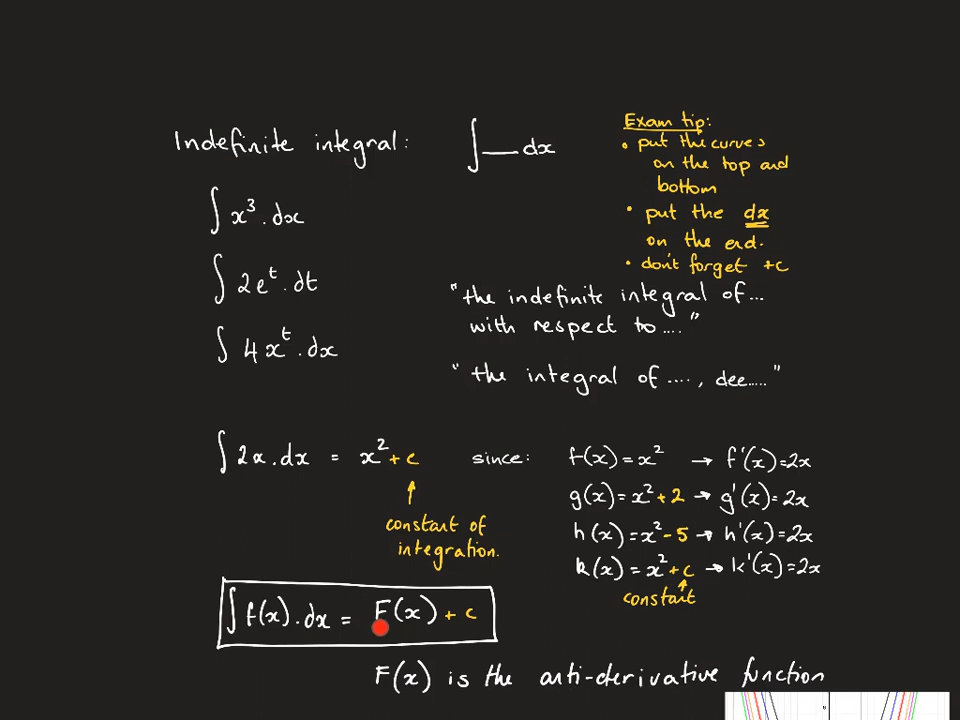 Indefinite integral: ∫ __ dx
Exam tip:
• put the curves
on the top and
bottom
• put the dx
on the end.
• don't forget +c
∫ x³ . dx
∫ 2eᵗ . dt
∫ 4xᵗ . dx
"the indefinite integral of ...
with respect to ...."
"the integral of ...., dee....."
∫ 2x . dx = x² + c
↑
constant of
integration.
since: f(x) = x² → f'(x) = 2x
g(x) = x² + 2 → g'(x) = 2x
h(x) = x² - 5 → h'(x) = 2x
k(x) = x² + c → k'(x) = 2x
↑
constant
∫ f(x) . dx = F(x) + c
F(x) is the anti-derivative function